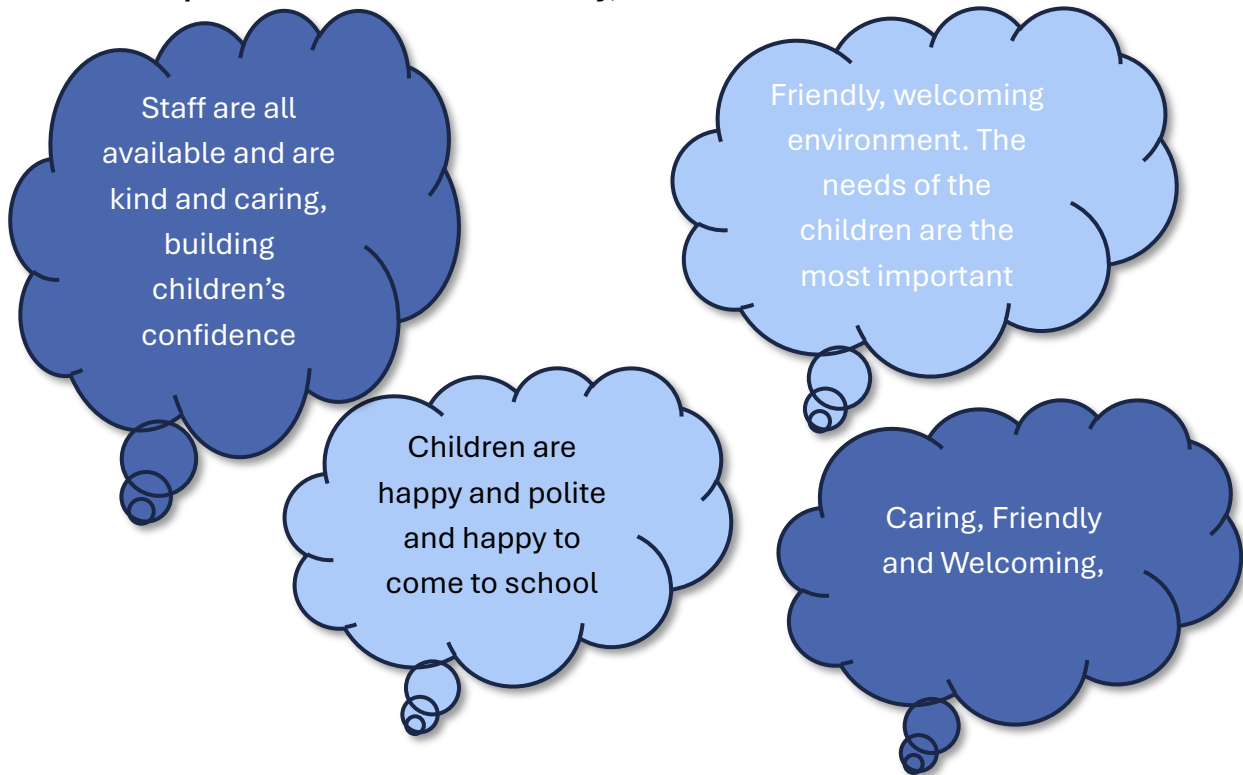 Staff are all
available and are
kind and caring,
building
children’s
confidence
Friendly, welcoming
environment. The
needs of the
children are the
most important
Children are
happy and polite
and happy to
come to school
Caring, Friendly
and Welcoming,